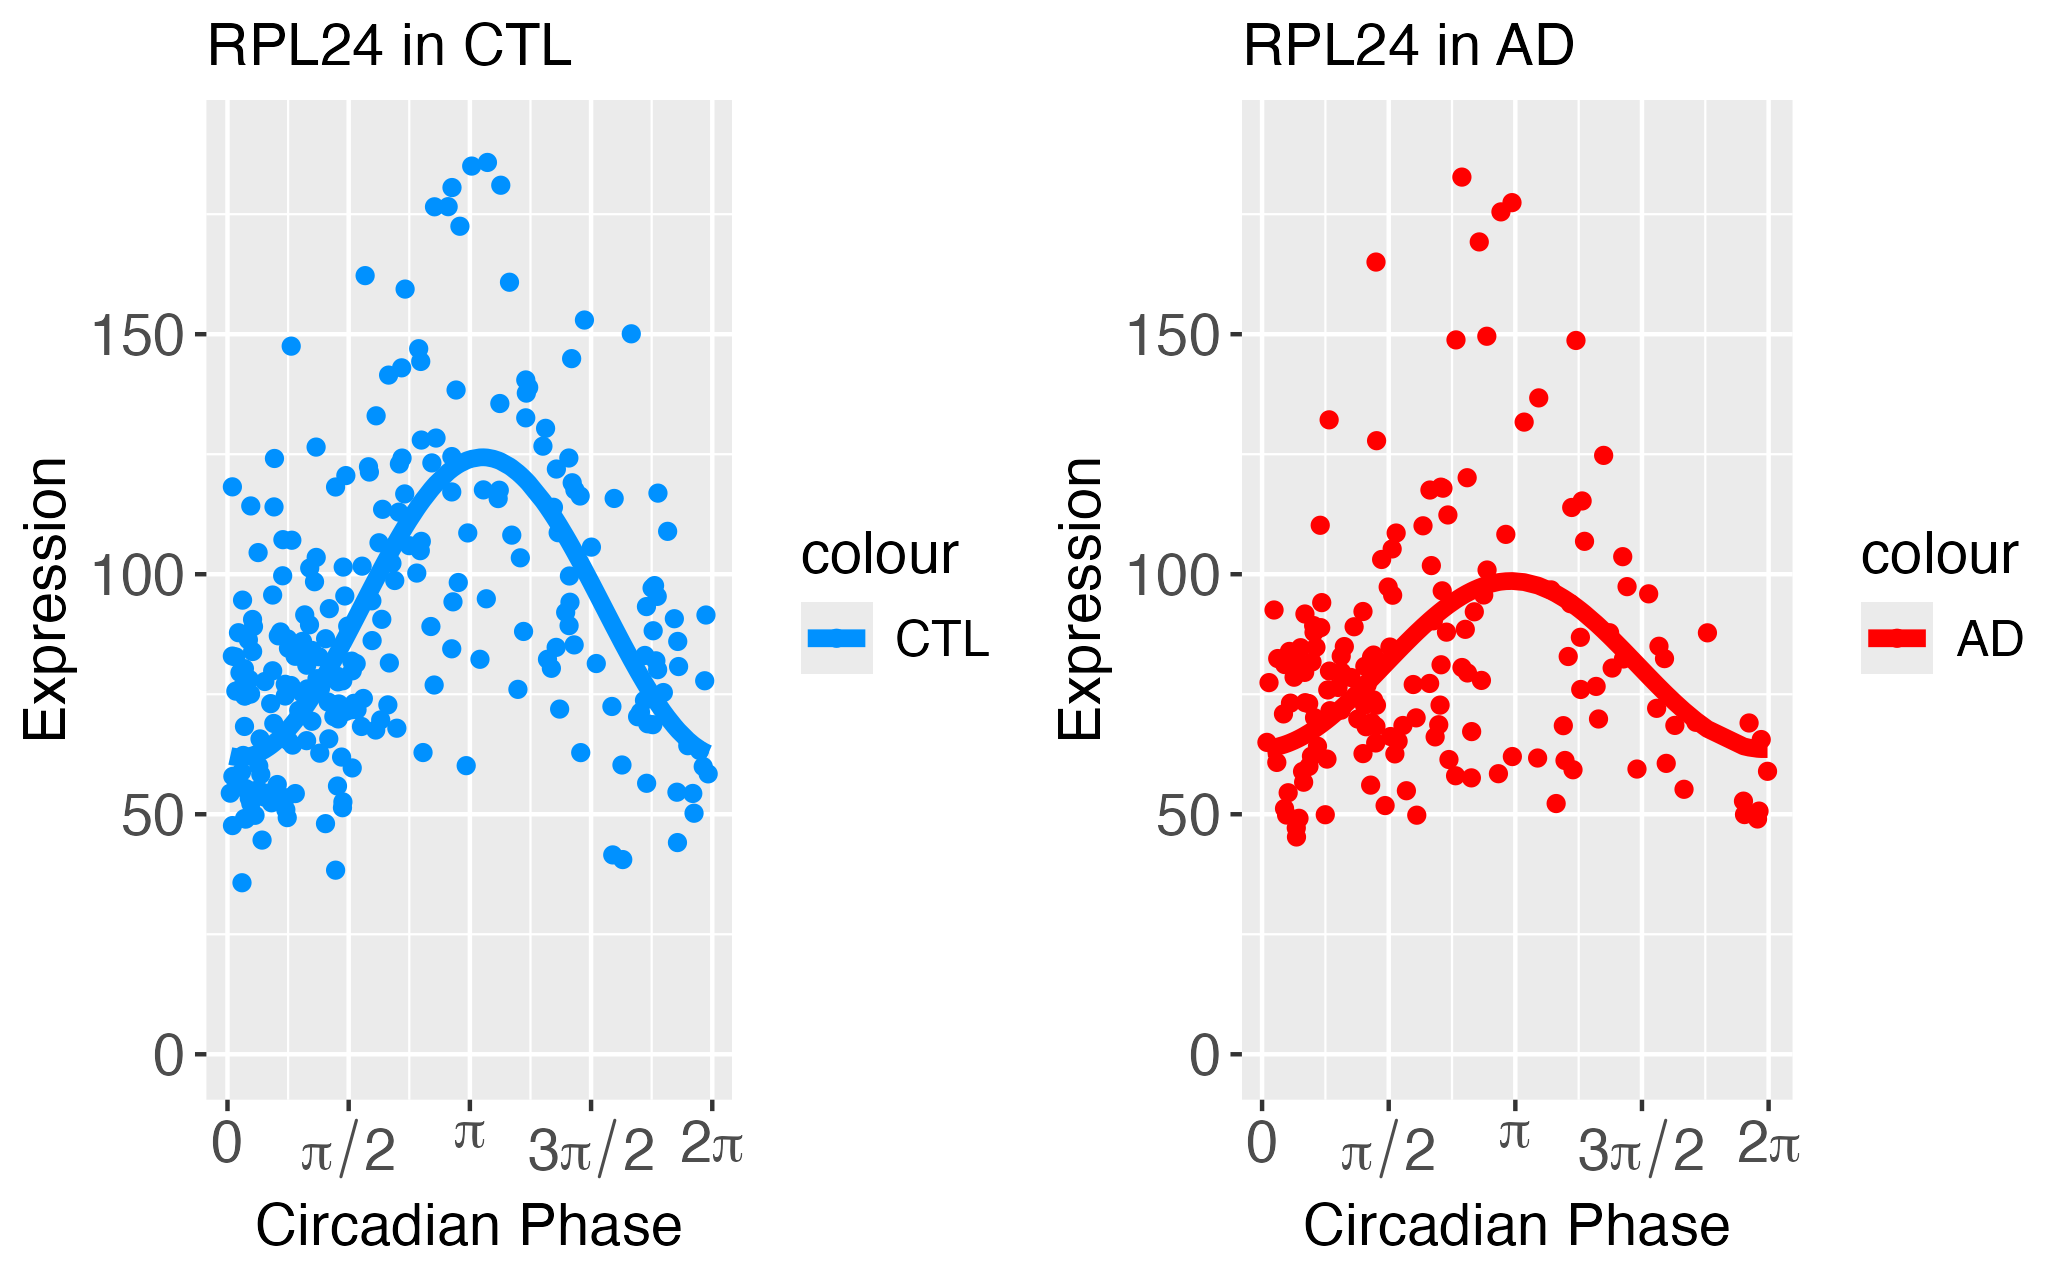 RPL24 in CTL
Expression
150
100
50
0
0 π/2 π 3π/2 2π
Circadian Phase
colour
CTL
RPL24 in AD
Expression
150
100
50
0
0 π/2 π 3π/2 2π
Circadian Phase
colour
AD